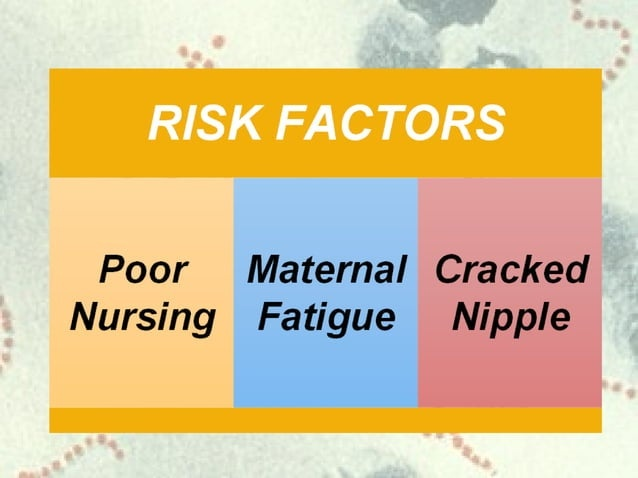 RISK FACTORS
Poor
Nursing
Maternal
Fatigue
Cracked
Nipple